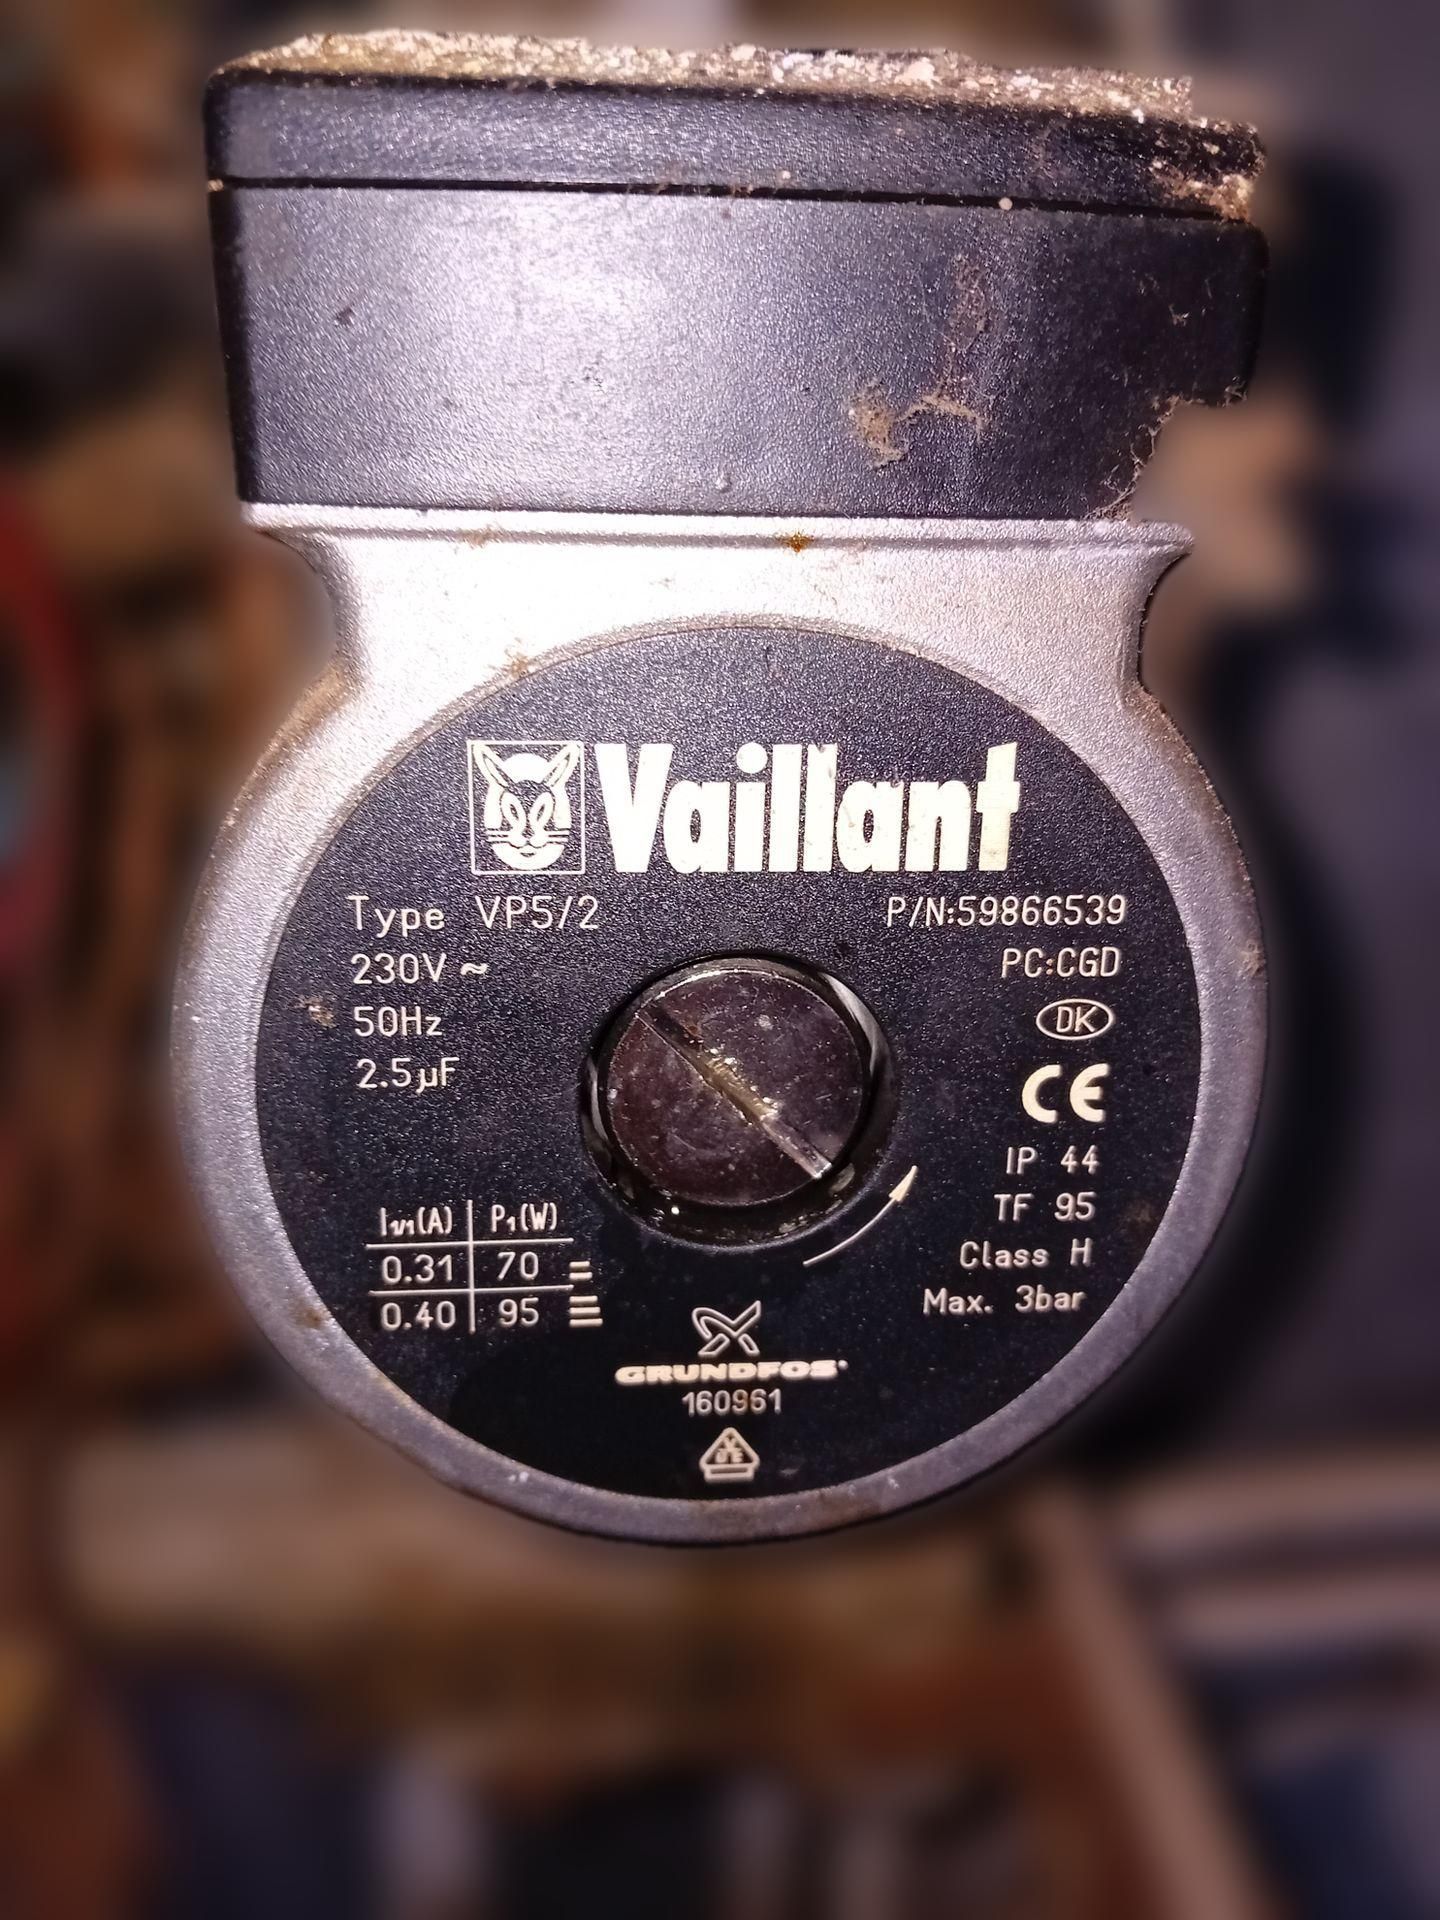 Vaillant
Type VP5/2 P/N:59866539
230V ~ PC:CGD
50Hz DK
2.5µF CE
IP 44
TF 95
Class H
Max. 3bar
I1/1(A) P1(W)
0.31 70
0.40 95
GRUNDFOS
160961